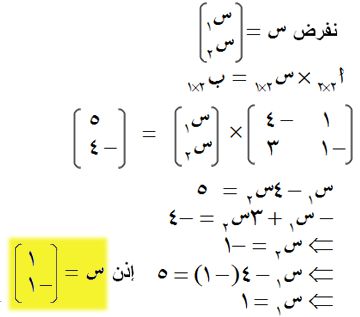 نفرض س = [س١ س٢]
أ٢×٢ × س٢×١ = ب٢×١
[١ −٤ −١ ٣] × [س١ س٢] = [٥ −٤]
س١ − ٤س٢ = ٥
− س١ + ٣س٢ = −٤
⇐ س٢ = −١
⇐ س١ − ٤(−١) = ٥
⇐ س١ = ١
إذن س = [١ −١]